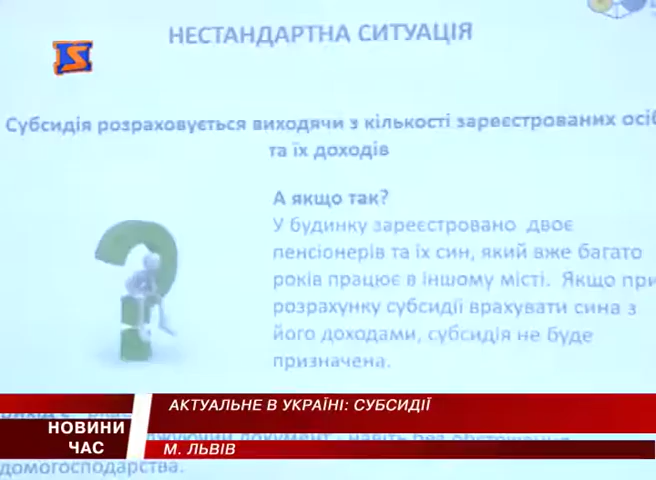 НЕСТАНДАРТНА СИТУАЦІЯ
Субсидія розраховується виходячи з кількості зареєстрованих осіб
та їх доходів
А якщо так?
У будинку зареєстровано двоє
пенсіонерів та їх син, який вже багато
років працює в іншому місті. Якщо при
розрахунку субсидії врахувати сина з
його доходами, субсидія не буде
призначена.
АКТУАЛЬНЕ В УКРАЇНІ: СУБСИДІЇ
НОВИНИ
ЧАС
М. ЛЬВІВ
домогосподарства.